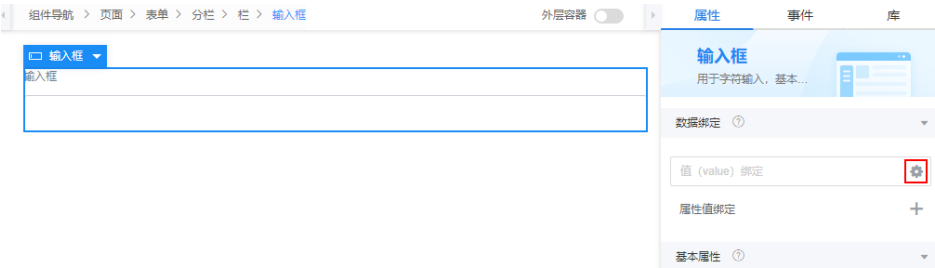 组件导航 > 页面 > 表单 > 分栏 > 栏 > 输入框
外层容器
输入框
输入框
属性 事件 库
输入框
用于字符输入，基本...
数据绑定
值（value）绑定
属性值绑定
基本属性